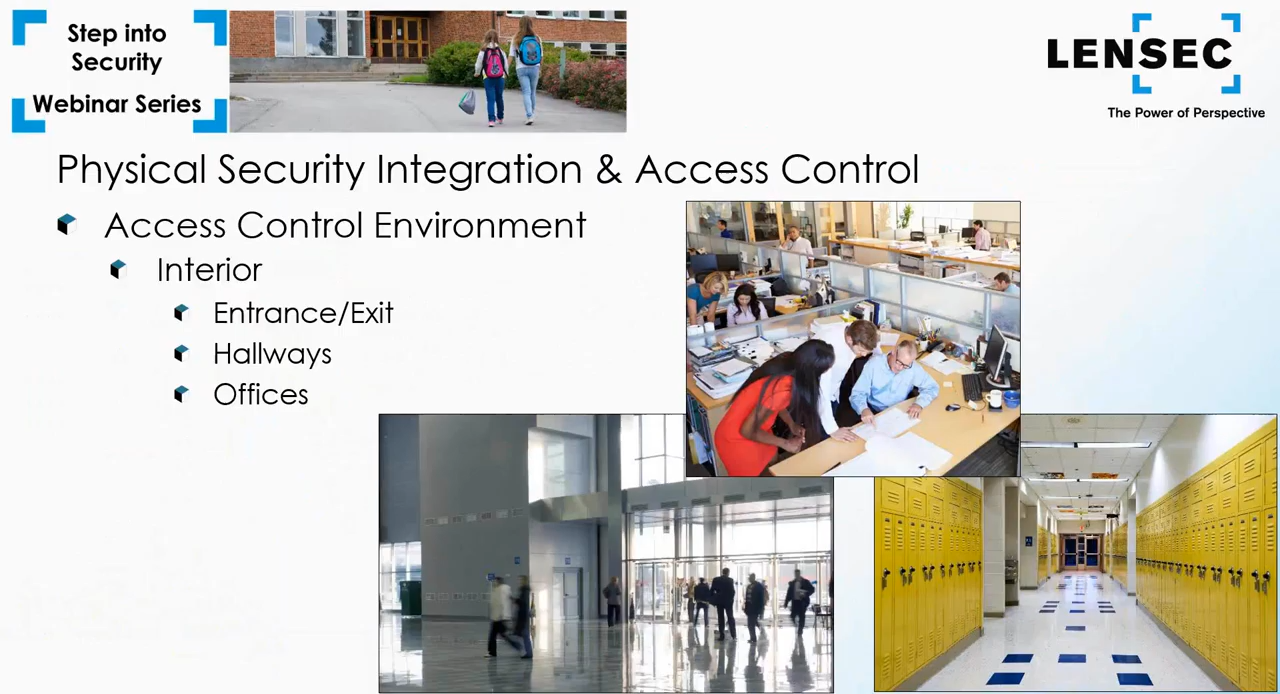 Step into
Security
Webinar Series
LENSEC
The Power of Perspective
Physical Security Integration & Access Control
Access Control Environment
Interior
Entrance/Exit
Hallways
Offices